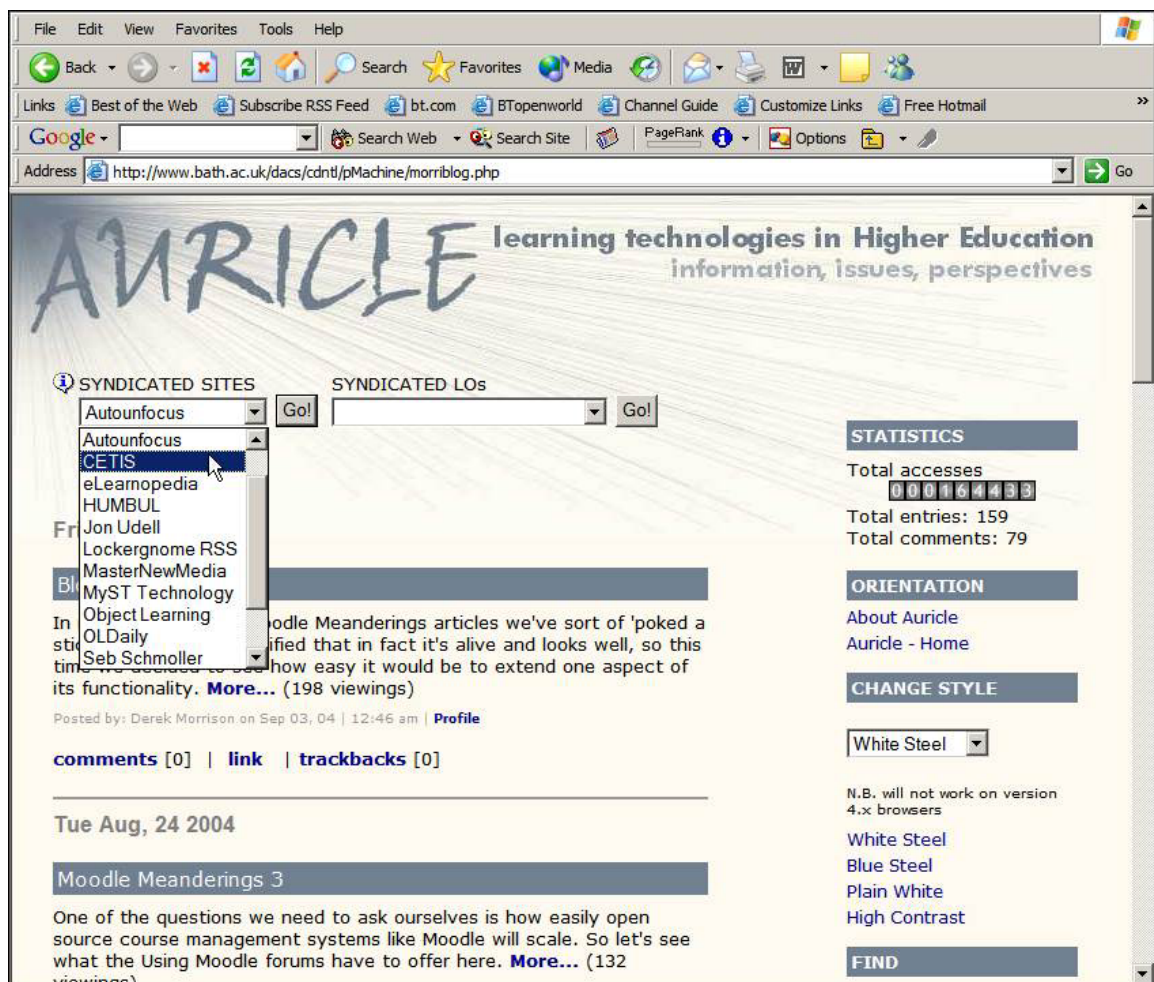 File Edit View Favorites Tools Help
Back Search Favorites Media
Links Best of the Web Subscribe RSS Feed bt.com BTopenworld Channel Guide Customize Links Free Hotmail »
Google Search Web Search Site PageRank Options
Address http://www.bath.ac.uk/dacs/cdntl/pMachine/morriblog.php Go
AURICLE
learning technologies in Higher Education
information, issues, perspectives
SYNDICATED SITES SYNDICATED LOs
Autounfocus Go! Go!
Autounfocus
CETIS
eLearnopedia
HUMBUL
Jon Udell
Lockergnome RSS
MasterNewMedia
MyST Technology
Object Learning
OLDaily
Seb Schmoller
Fri
Bl
In oodle Meanderings articles we've sort of 'poked a
ified that in fact it's alive and looks well, so this
how easy it would be to extend one aspect of
its functionality. More... (198 viewings)
Posted by: Derek Morrison on Sep 03, 04 | 12:46 am | Profile
comments [0] | link | trackbacks [0]
Tue Aug, 24 2004
Moodle Meanderings 3
One of the questions we need to ask ourselves is how easily open
source course management systems like Moodle will scale. So let's see
what the Using Moodle forums have to offer here. More... (132
viewings)
STATISTICS
Total accesses
000164433
Total entries: 159
Total comments: 79
ORIENTATION
About Auricle
Auricle - Home
CHANGE STYLE
White Steel
N.B. will not work on version
4.x browsers
White Steel
Blue Steel
Plain White
High Contrast
FIND